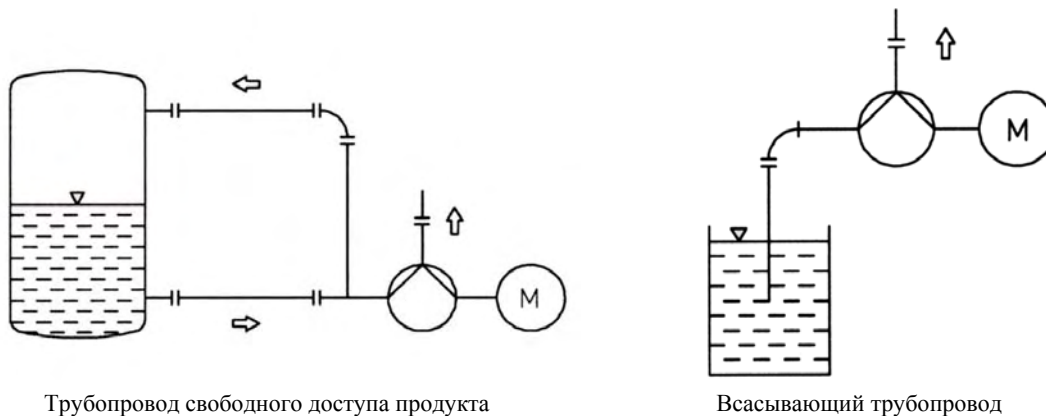 M
M
Трубопровод свободного доступа продукта
Всасывающий трубопровод